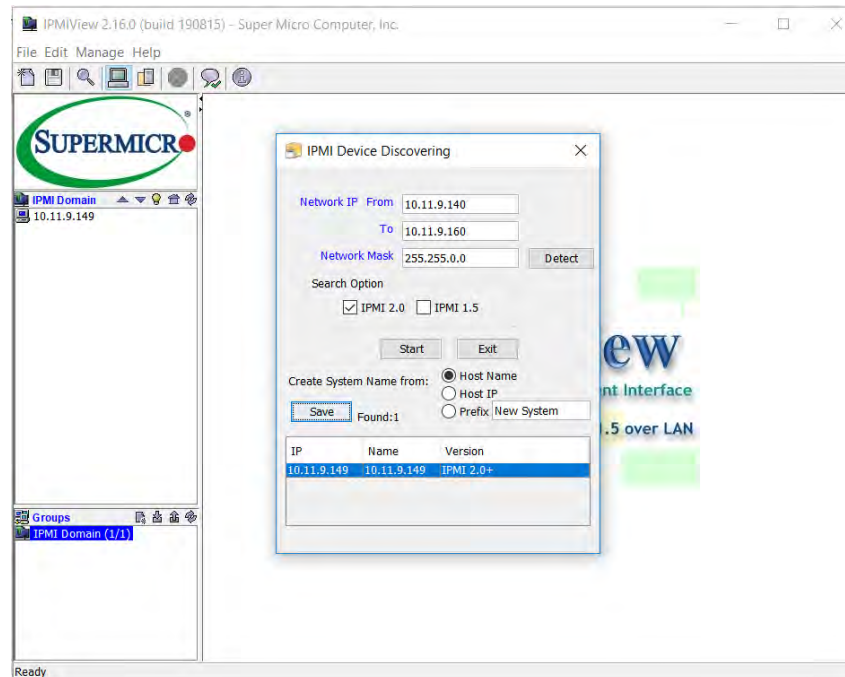 IPMIView 2.16.0 (build 190815) - Super Micro Computer, Inc.
File Edit Manage Help
SUPERMICR
®
IPMI Domain
10.11.9.149
IPMI Device Discovering
Network IP From 10.11.9.140
To 10.11.9.160
Network Mask 255.255.0.0 Detect
Search Option
IPMI 2.0 IPMI 1.5
Start Exit
Create System Name from: Host Name
Host IP
Save Found:1 Prefix New System
IP Name Version
10.11.9.149 10.11.9.149 IPMI 2.0+
ew
nt Interface
.5 over LAN
Groups
IPMI Domain (1/1)
Ready